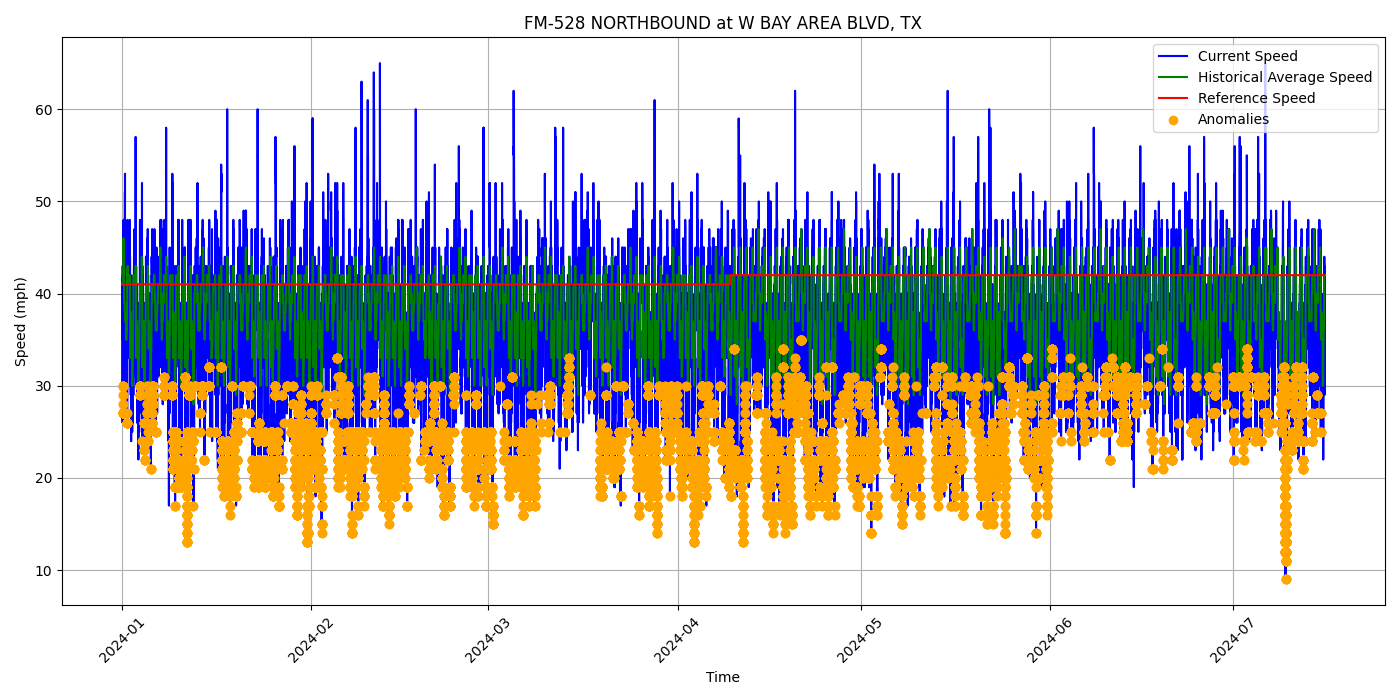 FM-528 NORTHBOUND at W BAY AREA BLVD, TX
Current Speed
Historical Average Speed
Reference Speed
Anomalies
Speed (mph)
60
50
40
30
20
10
2024-01
2024-02
2024-03
2024-04
2024-05
2024-06
2024-07
Time